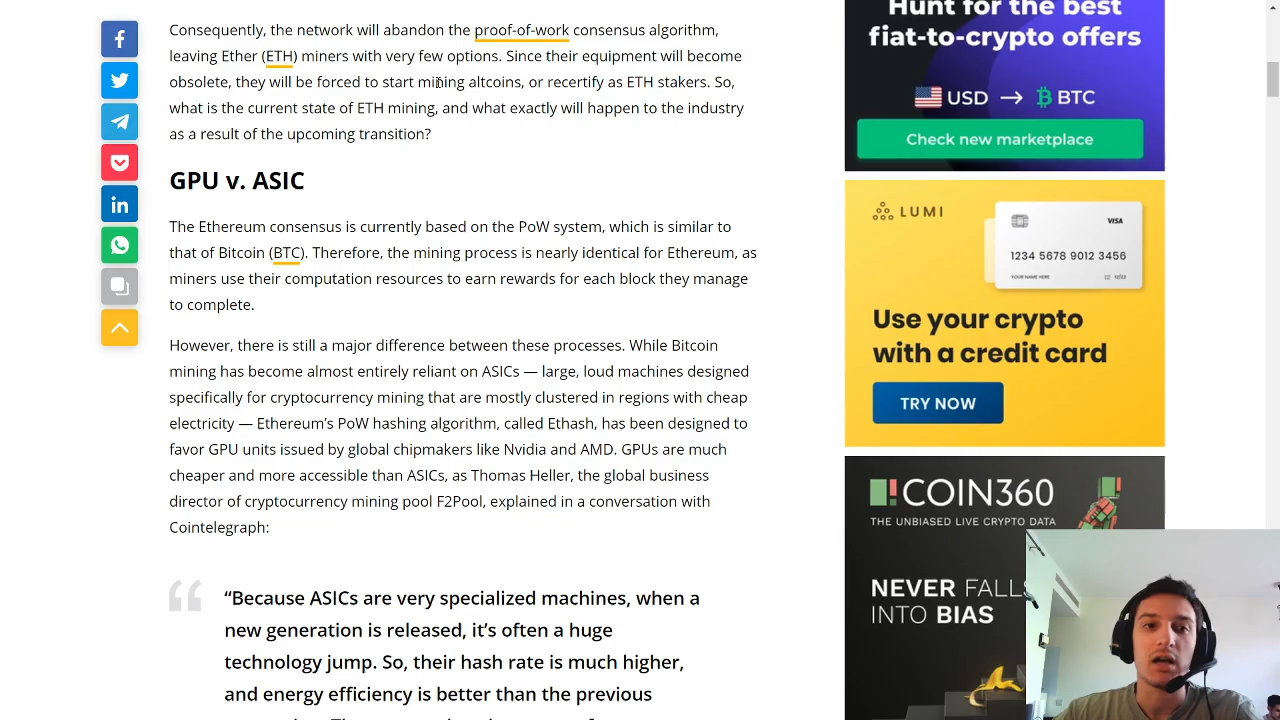 Consequently, the network will abandon the proof-of-work consensus algorithm,
leaving Ether (ETH) miners with very few options. Since their equipment will become
obsolete, they will be forced to start mining altcoins, or recertify as ETH stakers. So,
what is the current state of Eth mining, and what exactly will happen to the industry
as a result of the upcoming transition?
GPU v. ASIC
The Ethereum consensus is currently based on the PoW system, which is similar to
that of Bitcoin (BTC). Therefore, the mining process is nearly identical for Ethereum, as
miners use their computation resources to earn rewards for each block they manage
to complete.
However, there is still a major difference between these processes. While Bitcoin
mining has become almost entirely reliant on ASICs — large, loud machines designed
specifically for cryptocurrency mining that are mostly clustered in regions with cheap
electricity — Ethereum’s PoW hashing algorithm, called Ethash, has been designed to
favor GPU units issued by global chipmakers like Nvidia and AMD. GPUs are much
cheaper and more accessible than ASICs, as Thomas Heller, the global business
director of cryptocurrency mining pool F2Pool, explained in a conversation with
Cointelegraph:
“Because ASICs are very specialized machines, when a
new generation is released, it’s often a huge
technology jump. So, their hash rate is much higher,
and energy efficiency is better than the previous
Hunt for the best
fiat-to-crypto offers
USD → BTC
Check new marketplace
LUMI
VISA
1234 5678 9012 3456
YOUR NAME HERE
Use your crypto
with a credit card
TRY NOW
COIN360
THE UNBIASED LIVE CRYPTO DATA
NEVER FALLS
INTO BIAS